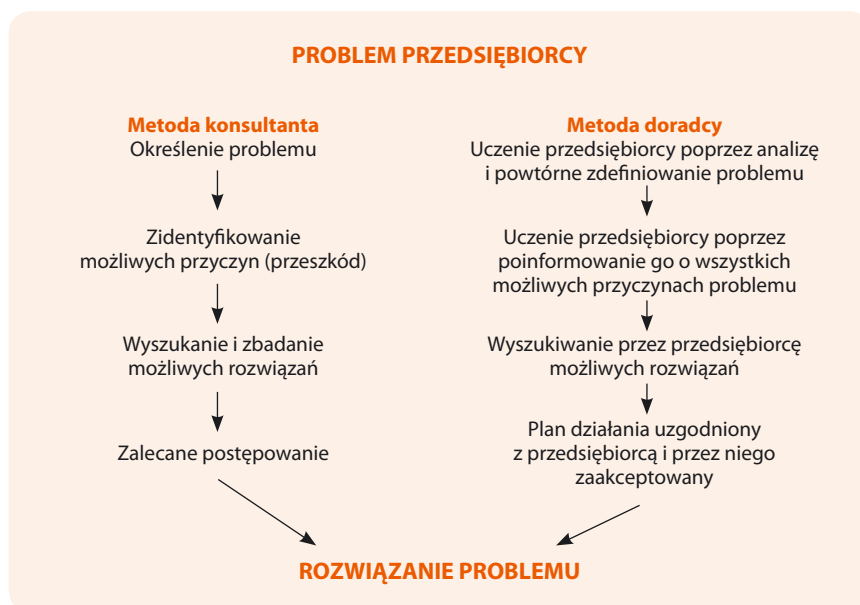 PROBLEM PRZEDSIĘBIORCY
Metoda konsultanta
Określenie problemu
Zidentyfikowanie
możliwych przyczyn (przeszkód)
Wyszukanie i zbadanie
możliwych rozwiązań
Zalecane postępowanie
Metoda doradcy
Uczenie przedsiębiorcy poprzez analizę
i powtórne zdefiniowanie problemu
Uczenie przedsiębiorcy poprzez
poinformowanie go o wszystkich
możliwych przyczynach problemu
Wyszukiwanie przez przedsiębiorcę
możliwych rozwiązań
Plan działania uzgodniony
z przedsiębiorcą i przez niego
zaakceptowany
ROZWIĄZANIE PROBLEMU